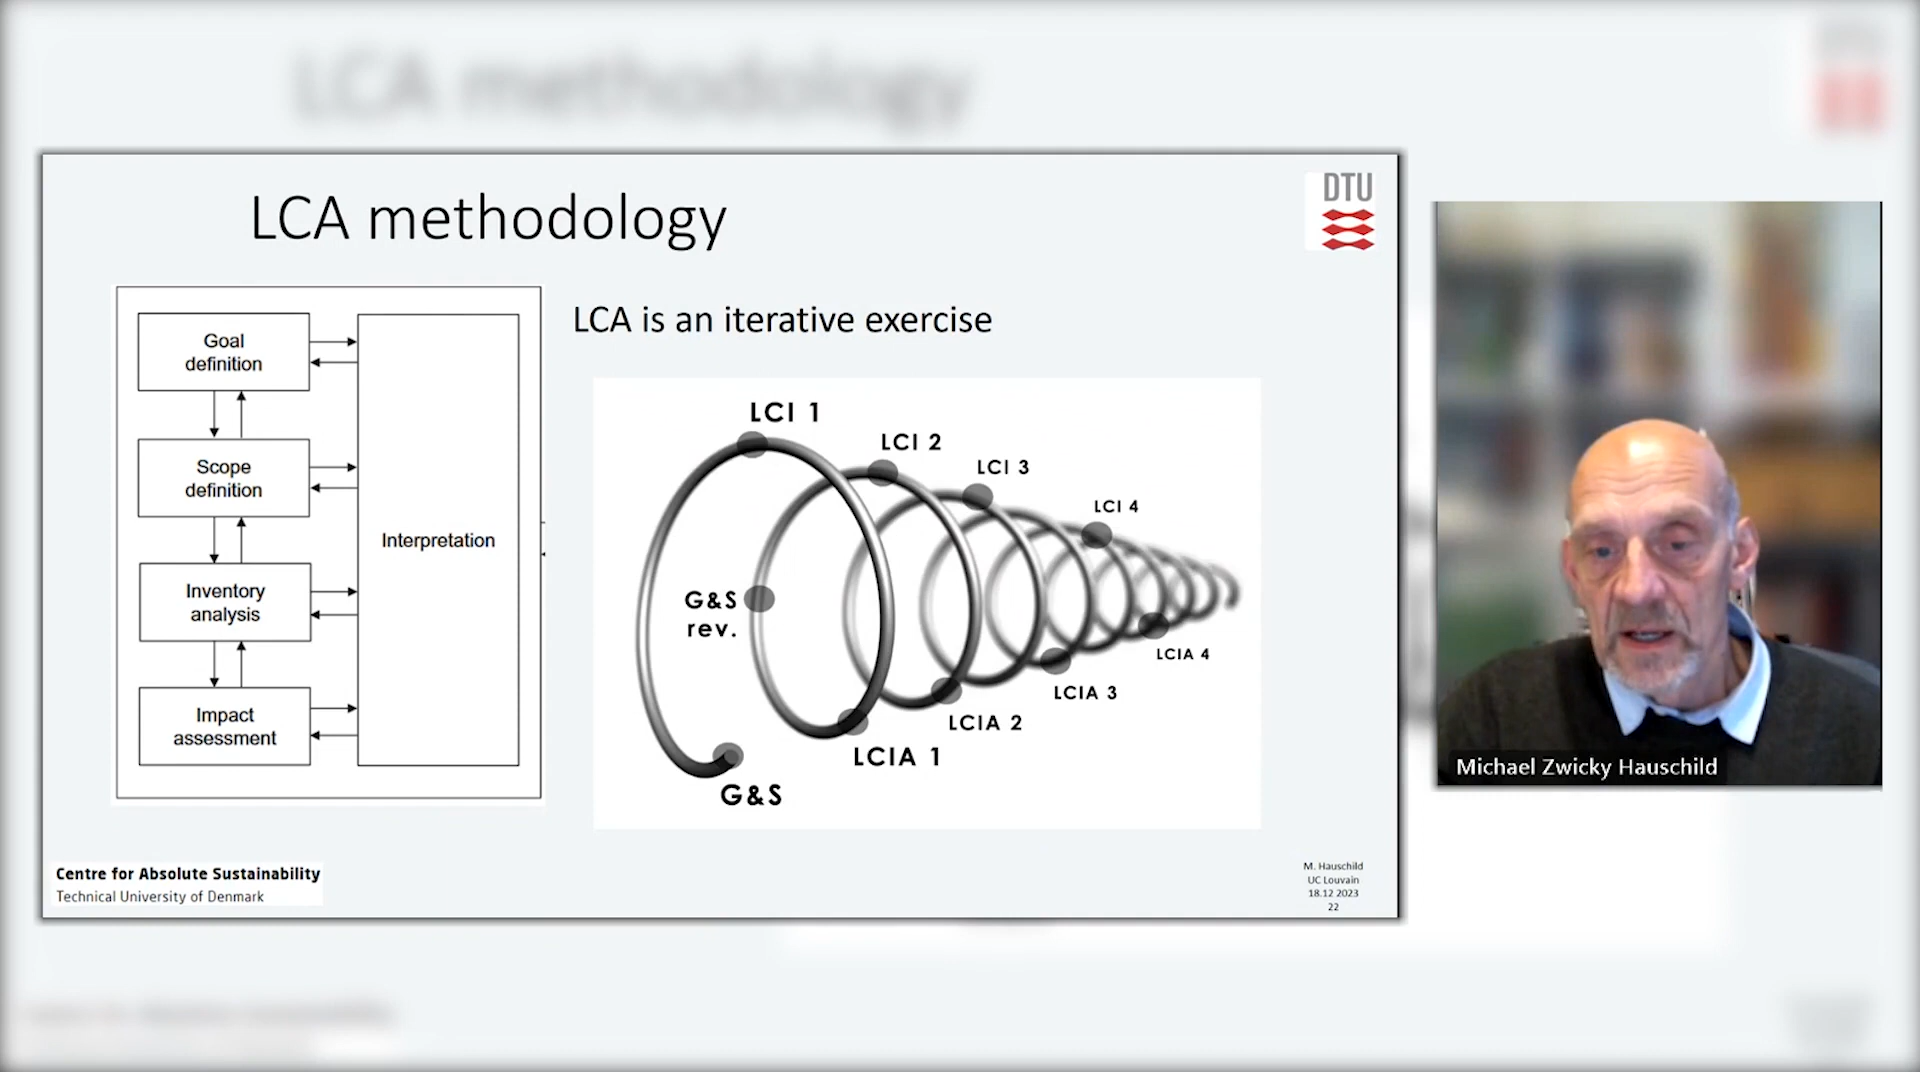 LCA methodology
LCA methodology
DTU
Goal
definition
Scope
definition
Inventory
analysis
Impact
assessment
Interpretation
LCA is an iterative exercise
LCI 1
LCI 2
LCI 3
LCI 4
G&S
rev.
LCIA 4
LCIA 3
LCIA 2
LCIA 1
G&S
Centre for Absolute Sustainability
Technical University of Denmark
M. Hauschild
UC Louvain
18.12 2023
22
Michael Zwicky Hauschild